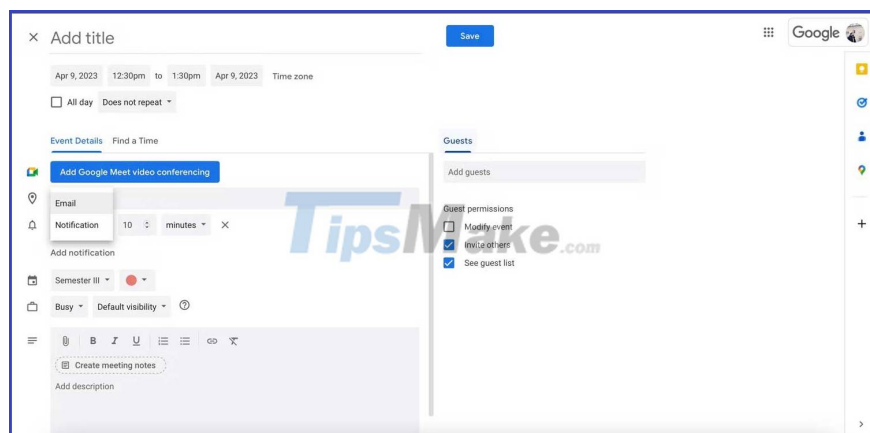 Add title
Save
Google
Apr 9, 2023 12:30pm to 1:30pm Apr 9, 2023 Time zone
All day Does not repeat
Event Details Find a Time
Guests
Add Google Meet video conferencing
Add guests
Email
Notification 10 minutes
Guest permissions
Modify event
Invite others
See guest list
TipsMake.com
Add notification
Semester III
Busy Default visibility
B I U
Create meeting notes
Add description